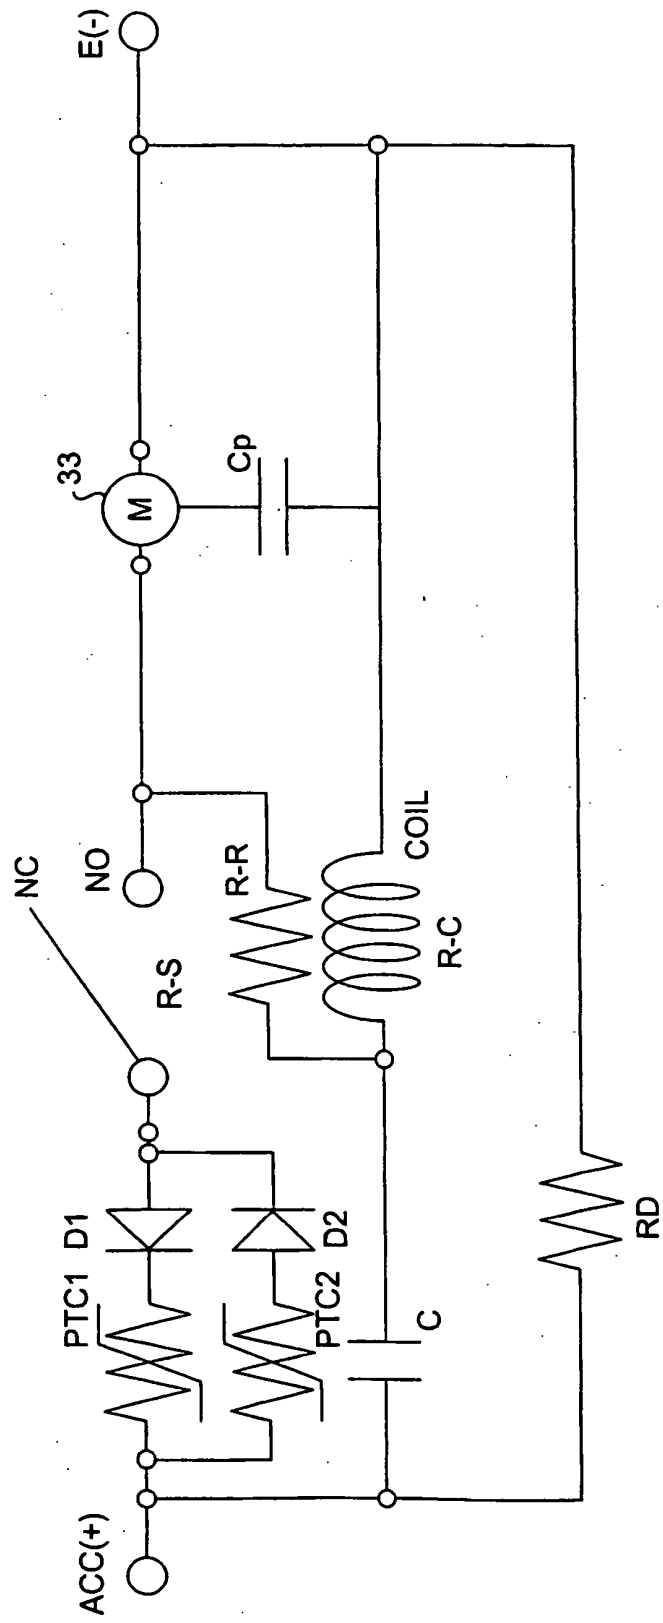 ACC(+)
PTC1
D1
PTC2
D2
C
RD
NC
NO
R-S
R-R
R-C
COIL
33
M
Cp
E(-)